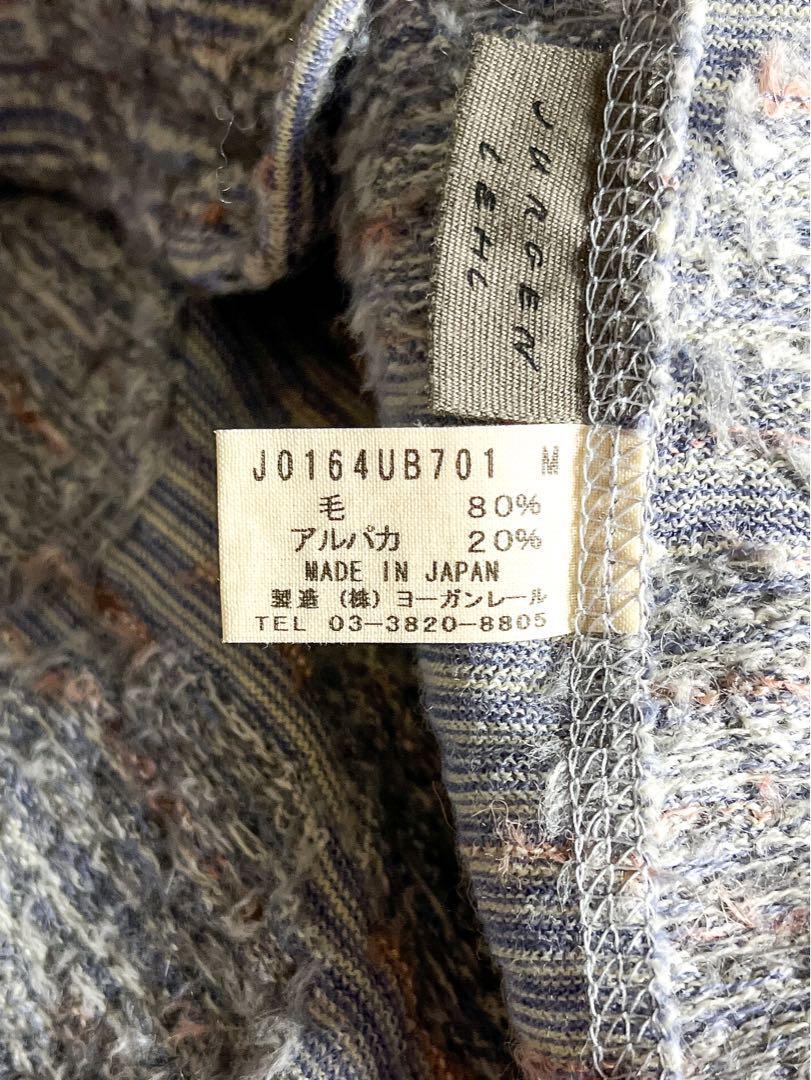 JURGEN
LEHL
J0164UB701 M
毛 80%
アルパカ 20%
MADE IN JAPAN
製造 (株) ヨーガンレール
TEL 03-3820-8805